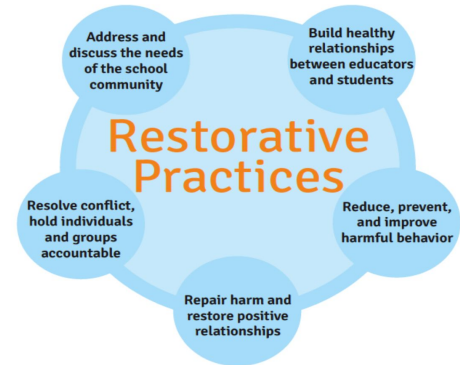 Address and
discuss the needs
of the school
community
Build healthy
relationships
between educators
and students
Restorative
Practices
Resolve conflict,
hold individuals
and groups
accountable
Reduce, prevent,
and improve
harmful behavior
Repair harm and
restore positive
relationships